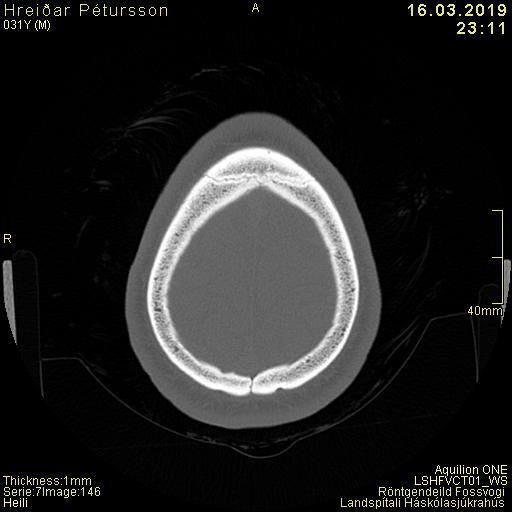 Hreiðar Pétursson
031Y (M)
A
16.03.2019
23:11
R
40mm
Thickness:1mm
Serie:7Image:146
Heili
Aquilion ONE
LSHFVCT01_WS
Röntgendeild Fossvogi
Landspítali Háskólasjúkrahús